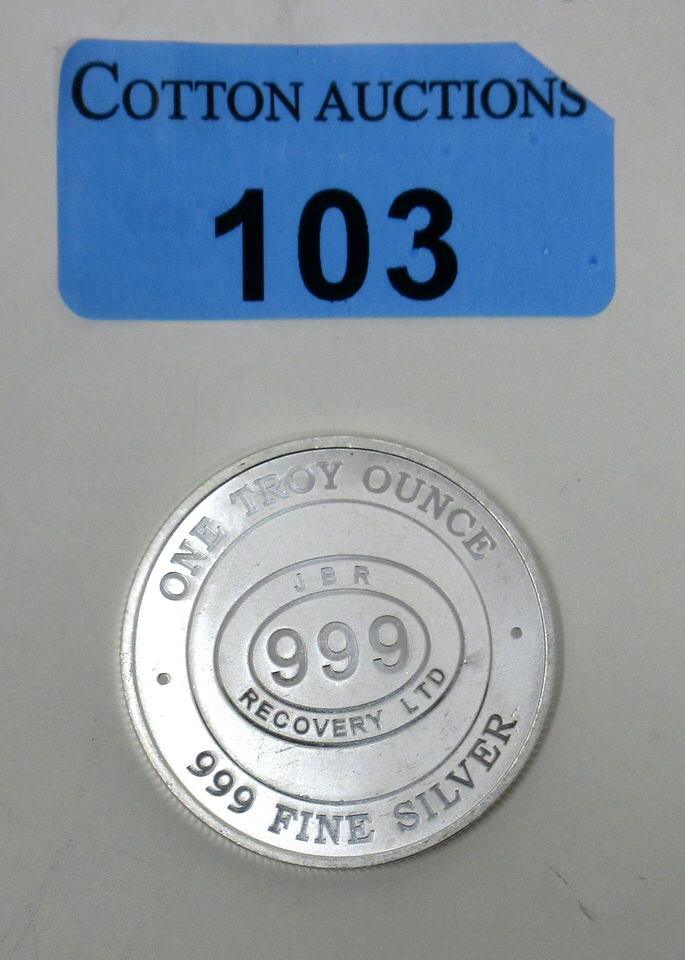 COTTON AUCTIONS
103
ONE TROY OUNCE
JBR
999
RECOVERY LTD
999 FINE SILVER